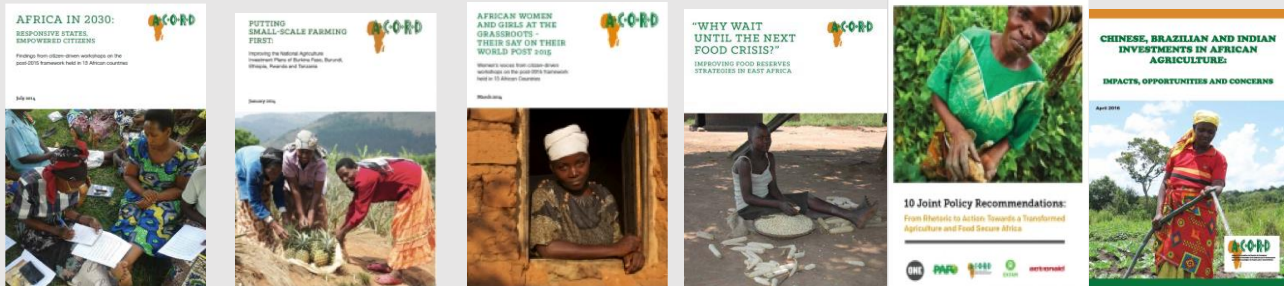 AFRICA IN 2030:
RESPONSIVE STATES,
EMPOWERED CITIZENS
Findings from citizen-driven workshops on the
post-2015 framework held in 13 African countries
July 2014
ACORD
PUTTING
SMALL-SCALE FARMING
FIRST:
Improving the National Agriculture
Investment Plans of Burkina Faso, Burundi,
Ethiopia, Rwanda and Tanzania
January 2014
ACORD
AFRICAN WOMEN
AND GIRLS AT THE
GRASSROOTS -
THEIR SAY ON THEIR
WORLD POST 2015
Women's voices from citizen-driven
workshops on the post-2015 framework
held in 13 African Countries
March 2014
ACORD
"WHY WAIT
UNTIL THE NEXT
FOOD CRISIS?"
IMPROVING FOOD RESERVES
STRATEGIES IN EAST AFRICA
ACORD
10 Joint Policy Recommendations:
From Rhetoric to Action: Towards a Transformed
Agriculture and Food Secure Africa
ONE
ACORD
OXFAM
CHINESE, BRAZILIAN AND INDIAN
INVESTMENTS IN AFRICAN
AGRICULTURE:
IMPACTS, OPPORTUNITIES AND CONCERNS
ACORD